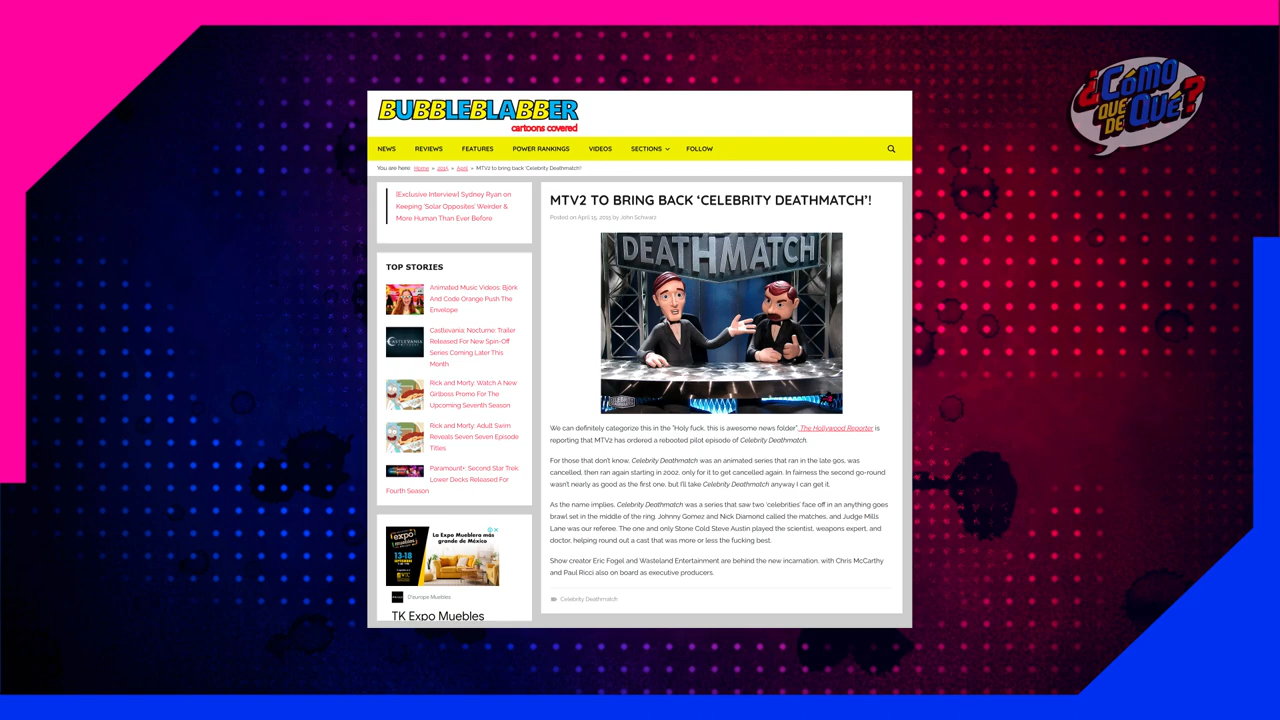 ¿CÓMO
QUE
DE QUÉ?
BUBBLEBLABBER
cartoons covered
NEWS REVIEWS FEATURES POWER RANKINGS VIDEOS SECTIONS FOLLOW
You are here: Home » 2015 » April » MTV2 to bring back 'Celebrity Deathmatch'!
[Exclusive Interview] Sydney Ryan on
Keeping 'Solar Opposites' Weirder &
More Human Than Ever Before
TOP STORIES
Animated Music Videos: Björk
And Code Orange Push The
Envelope
CASTLEVANIA
Castlevania: Nocturne: Trailer
Released For New Spin-Off
Series Coming Later This
Month
Rick and Morty: Watch A New
Girlboss Promo For The
Upcoming Seventh Season
Rick and Morty: Adult Swim
Reveals Seven Seven Episode
Titles
Paramount+: Second Star Trek:
Lower Decks Released For
Fourth Season
expo
muebles
13-18
La Expo Mueblera más
grande de México
D'europe Muebles
TK Expo Muebles
MTV2 TO BRING BACK ‘CELEBRITY DEATHMATCH’!
Posted on April 15, 2015 by John Schwarz
DEATHMATCH
We can definitely categorize this in the "Holy fuck, this is awesome news folder", The Hollywood Reporter is
reporting that MTV2 has ordered a rebooted pilot episode of Celebrity Deathmatch.
For those that don't know, Celebrity Deathmatch was an animated series that ran in the late 90s, was
cancelled, then ran again starting in 2002, only for it to get cancelled again. In fairness the second go-round
wasn't nearly as good as the first one, but I'll take Celebrity Deathmatch anyway I can get it.
As the name implies, Celebrity Deathmatch was a series that saw two 'celebrities' face off in an anything goes
brawl set in the middle of the ring. Johnny Gomez and Nick Diamond called the matches, and Judge Mills
Lane was our referee. The one and only Stone Cold Steve Austin played the scientist, weapons expert, and
doctor, helping round out a cast that was more or less the fucking best.
Show creator Eric Fogel and Wasteland Entertainment are behind the new incarnation, with Chris McCarthy
and Paul Ricci also on board as executive producers.
Celebrity Deathmatch